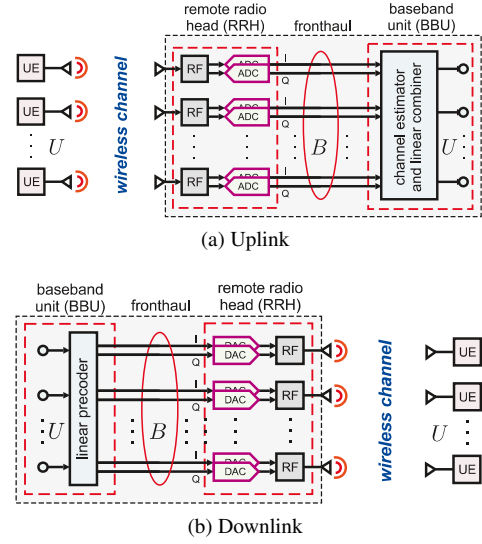 remote radio
head (RRH)
fronthaul
baseband
unit (BBU)
UE
UE
U
UE
wireless channel
RF
ADC
ADC
I
Q
RF
ADC
ADC
I
Q
RF
ADC
ADC
I
Q
B
channel estimator
and linear combiner
U
(a) Uplink
baseband
unit (BBU)
fronthaul
remote radio
head (RRH)
linear precoder
U
B
I
Q
DAC
DAC
RF
I
Q
DAC
DAC
RF
I
Q
DAC
DAC
RF
wireless channel
UE
UE
U
UE
(b) Downlink